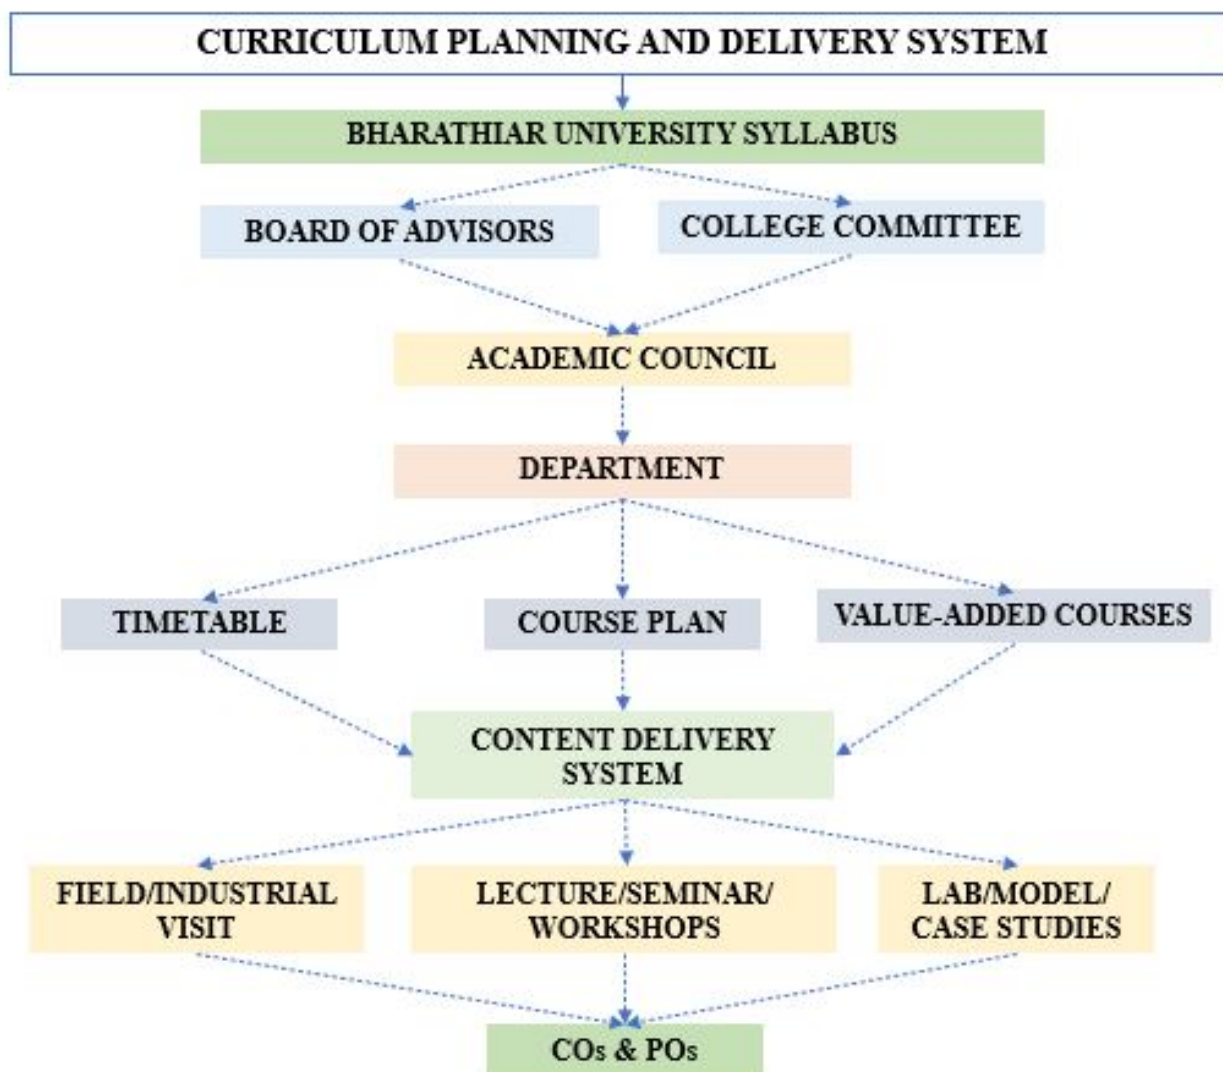 CURRICULUM PLANNING AND DELIVERY SYSTEM
BHARATHIAR UNIVERSITY SYLLABUS
BOARD OF ADVISORS
COLLEGE COMMITTEE
ACADEMIC COUNCIL
DEPARTMENT
TIMETABLE
COURSE PLAN
VALUE-ADDED COURSES
CONTENT DELIVERY
SYSTEM
FIELD/INDUSTRIAL
VISIT
LECTURE/SEMINAR/
WORKSHOPS
LAB/MODEL/
CASE STUDIES
COs & POs